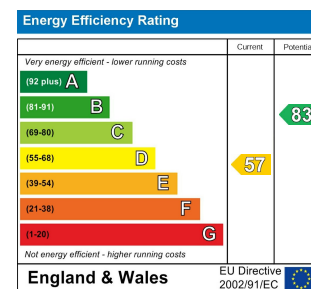 Energy Efficiency Rating
Current Potentia
Very energy efficient - lower running costs
(92 plus) A
(81-91) B
83
(69-80) C
(55-68) D
57
(39-54) E
(21-38) F
(1-20) G
Not energy efficient - higher running costs
England & Wales
EU Directive
2002/91/EC